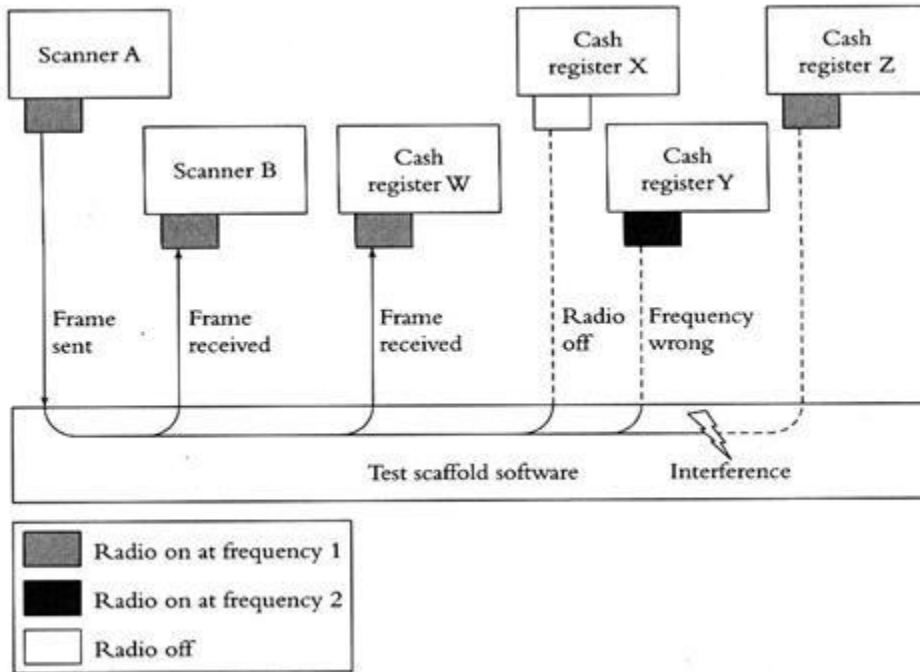 Scanner A
Cash
register X
Cash
register Z
Scanner B
Cash
register W
Cash
register Y
Frame
sent
Frame
received
Frame
received
Radio
off
Frequency
wrong
Test scaffold software
Interference
Radio on at frequency 1
Radio on at frequency 2
Radio off